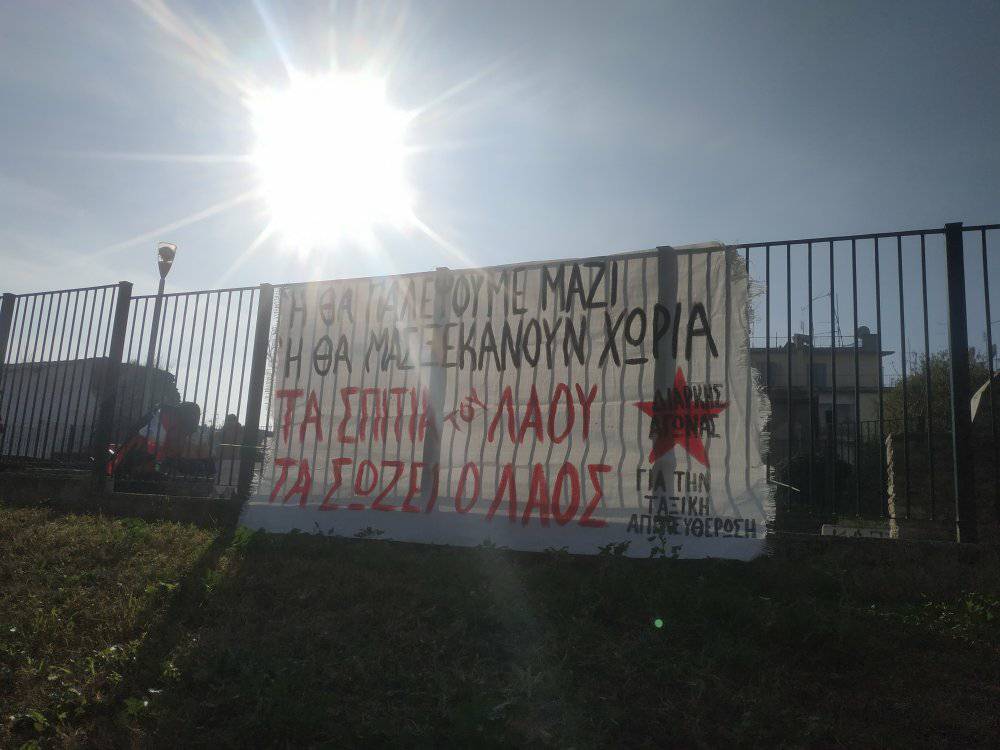 Ή ΘΑ ΠΑΛΕΨΟΥΜΕ ΜΑΖΙ
Ή ΘΑ ΜΑΣ ΞΕΚΑΝΟΥΝ ΧΩΡΙΑ
ΤΑ ΣΠΙΤΙΑ ΤΟΥ ΛΑΟΥ
ΤΑ ΣΩΖΕΙ Ο ΛΑΟΣ
ΔΙΑΡΚΗΣ
ΑΓΩΝΑΣ
ΓΙΑ ΤΗΝ
ΤΑΞΙΚΗ
ΑΠΕΛΕΥΘΕΡΩΣΗ